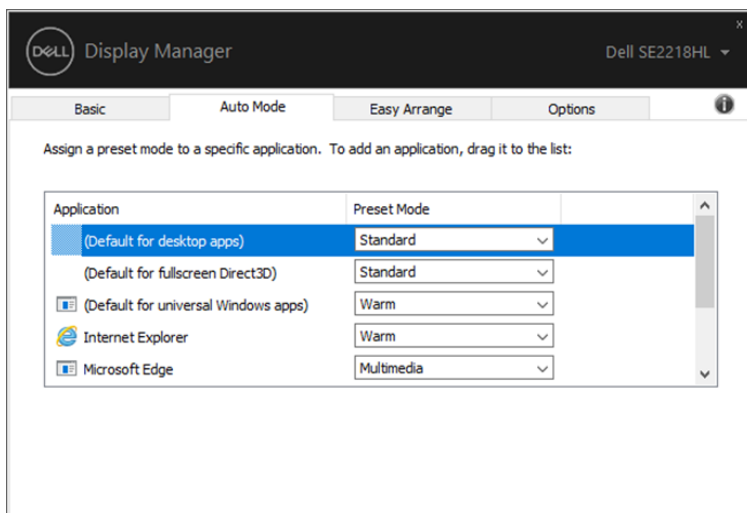 x
DELL Display Manager Dell SE2218HL
Basic Auto Mode Easy Arrange Options i
Assign a preset mode to a specific application. To add an application, drag it to the list:
Application Preset Mode
(Default for desktop apps) Standard
(Default for fullscreen Direct3D) Standard
(Default for universal Windows apps) Warm
Internet Explorer Warm
Microsoft Edge Multimedia